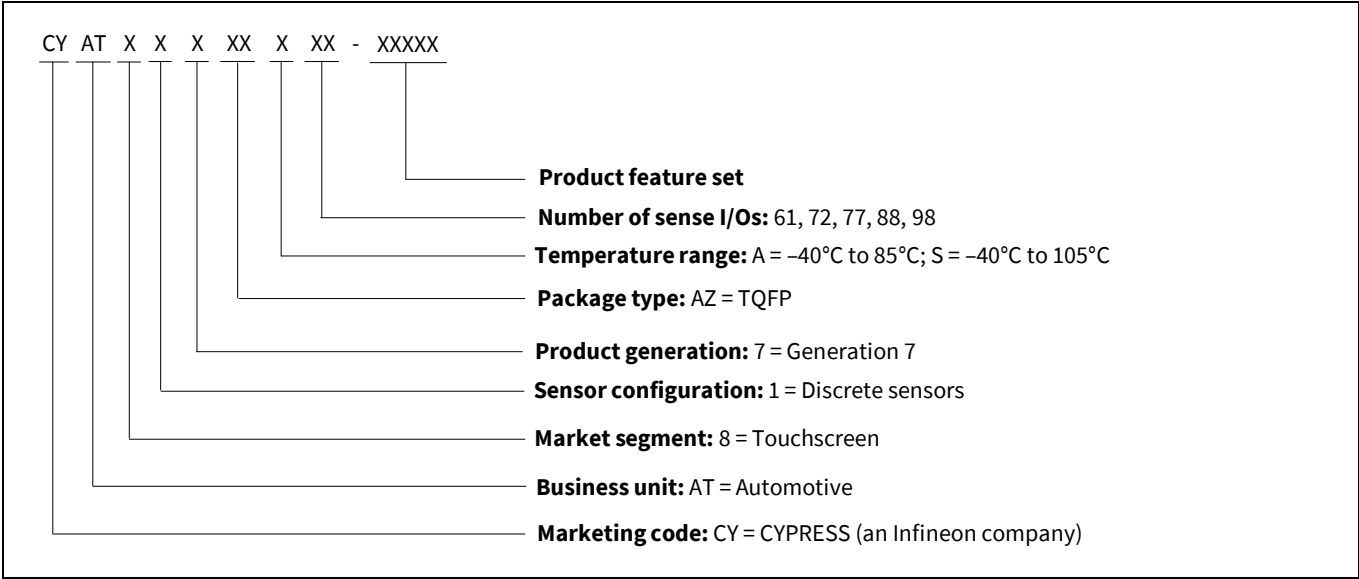 CY AT X X X XX X XX - XXXXX
Product feature set
Number of sense I/Os: 61, 72, 77, 88, 98
Temperature range: A = –40°C to 85°C; S = –40°C to 105°C
Package type: AZ = TQFP
Product generation: 7 = Generation 7
Sensor configuration: 1 = Discrete sensors
Market segment: 8 = Touchscreen
Business unit: AT = Automotive
Marketing code: CY = CYPRESS (an Infineon company)